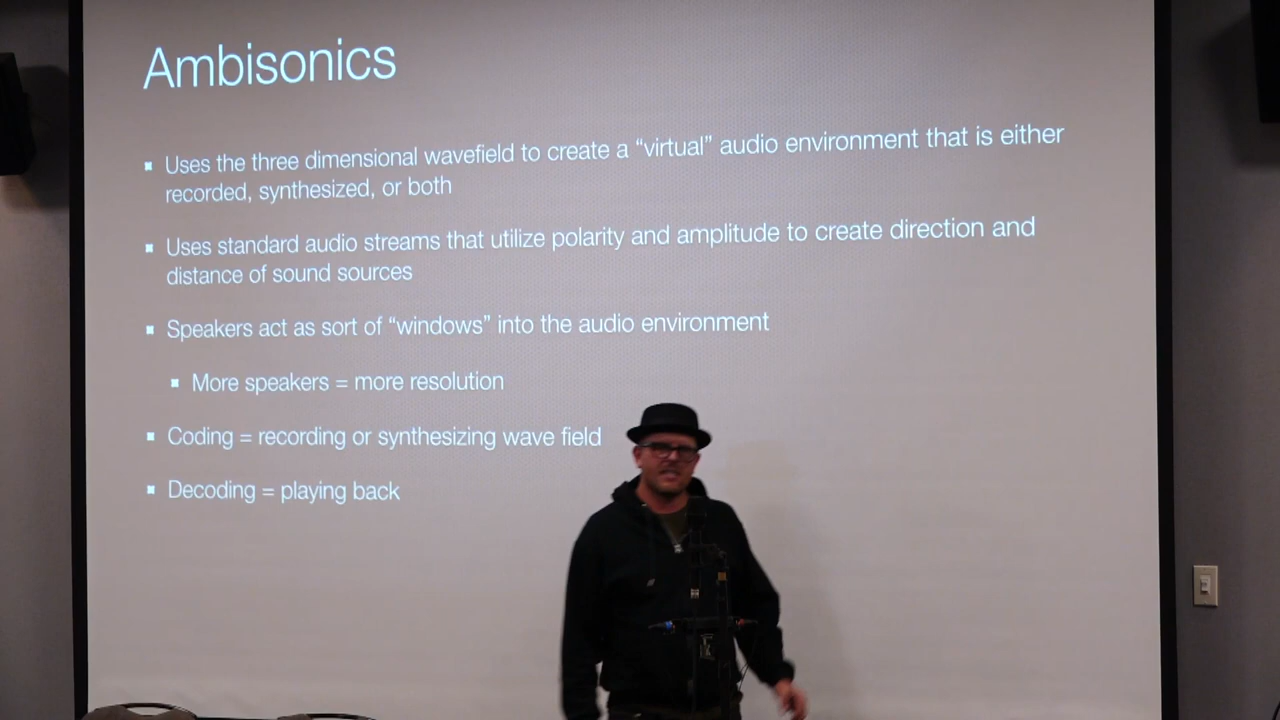 Ambisonics
Uses the three dimensional wavefield to create a “virtual” audio environment that is either
recorded, synthesized, or both
Uses standard audio streams that utilize polarity and amplitude to create direction and
distance of sound sources
Speakers act as sort of “windows” into the audio environment
More speakers = more resolution
Coding = recording or synthesizing wave field
Decoding = playing back